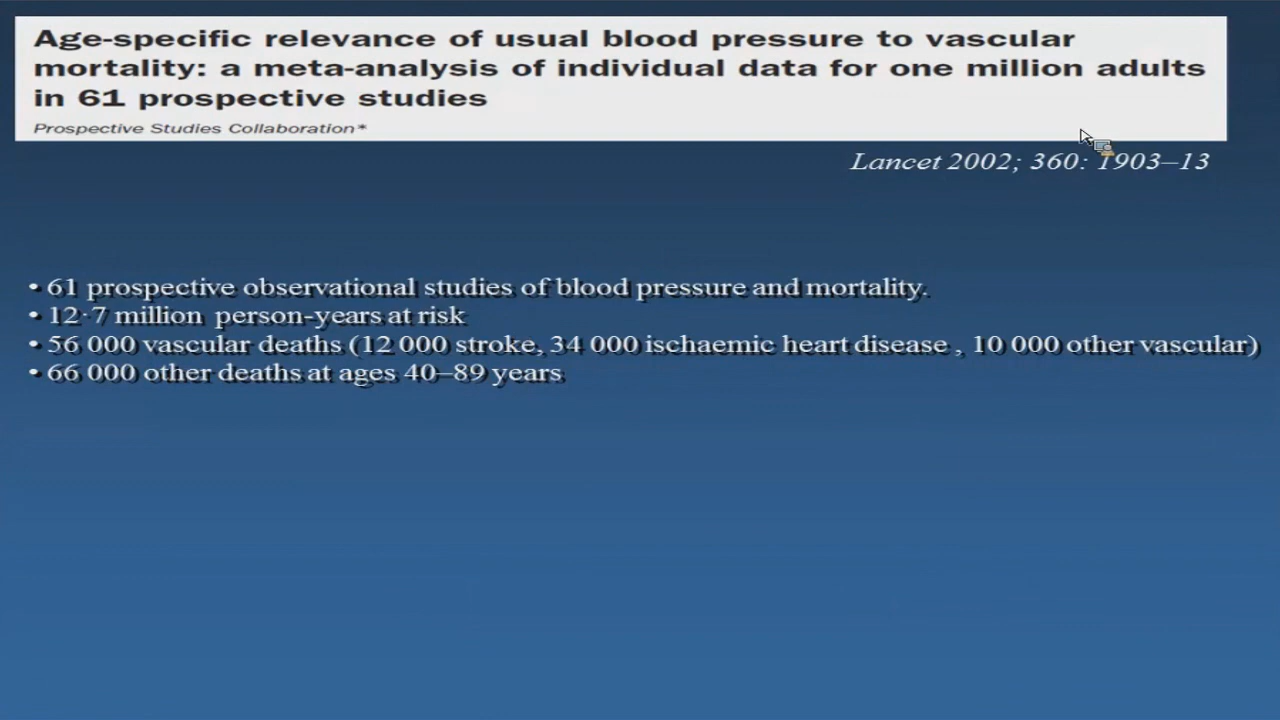 Age-specific relevance of usual blood pressure to vascular
mortality: a meta-analysis of individual data for one million adults
in 61 prospective studies
Prospective Studies Collaboration*
Lancet 2002; 360: 1903–13
• 61 prospective observational studies of blood pressure and mortality.
• 12·7 million person-years at risk
• 56 000 vascular deaths (12 000 stroke, 34 000 ischaemic heart disease , 10 000 other vascular)
• 66 000 other deaths at ages 40–89 years